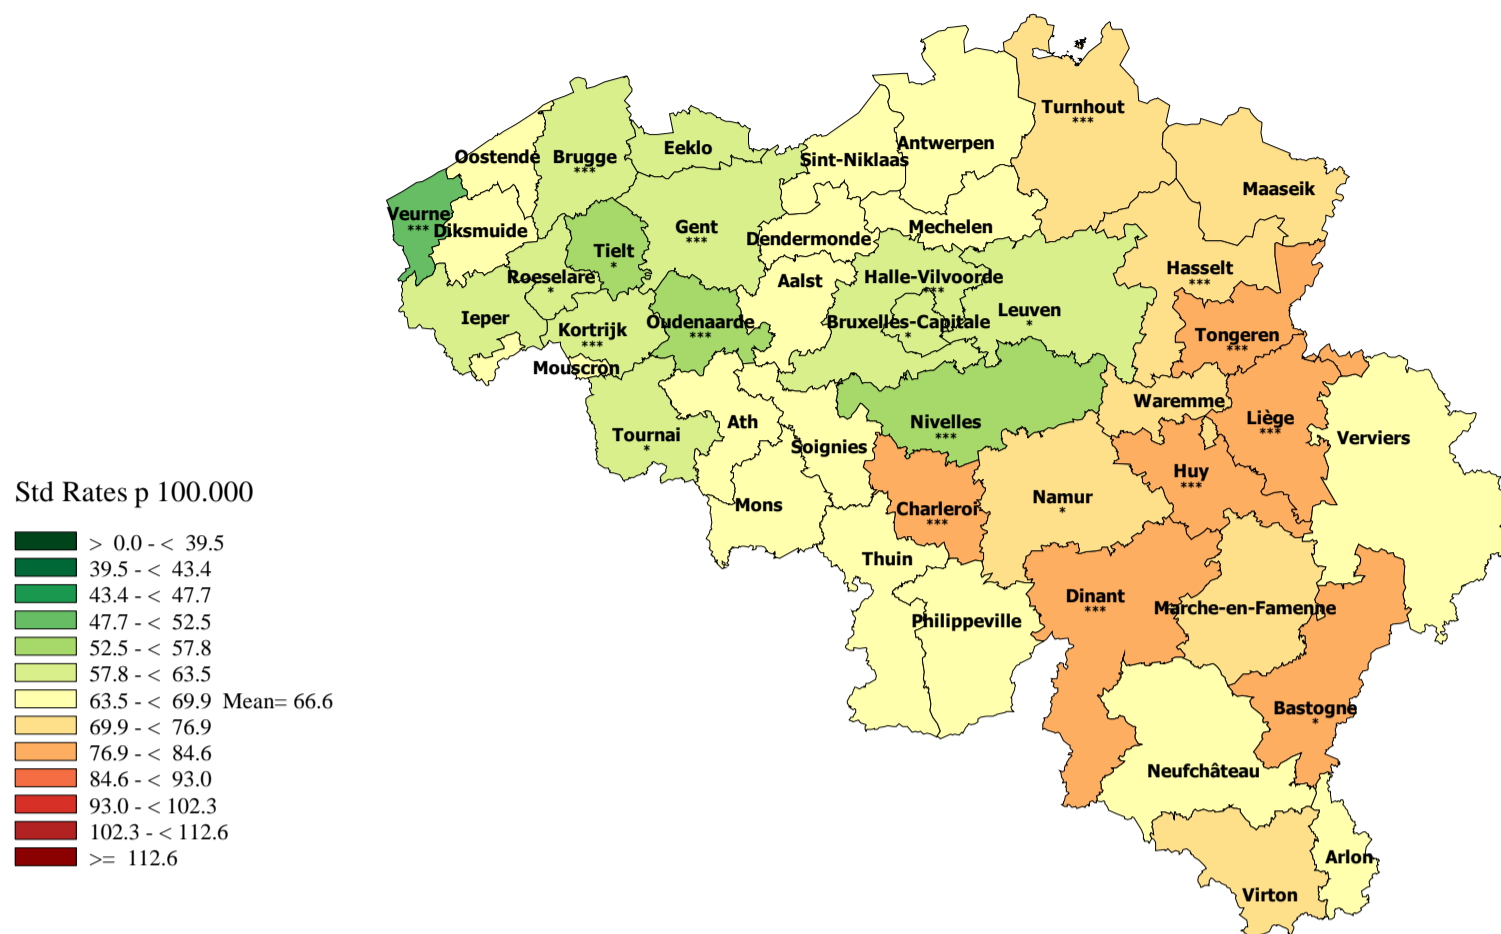 Turnhout
***
Antwerpen
Eeklo
Oostende
Brugge
***
Sint-Niklaas
Maaseik
Veurne
***
Diksmuide
Gent
***
Mechelen
Dendermonde
Tielt
*
Hasselt
***
Roeselare
*
Aalst
Halle-Vilvoorde
***
Leuven
*
Ieper
Kortrijk
***
Oudenaarde
***
Bruxelles-Capitale
*
Tongeren
***
Mouscron
Waremme
Ath
Nivelles
***
Liège
***
Tournai
*
Soignies
Verviers
Huy
***
Std Rates p 100.000
Mons
Charleroi
***
Namur
*
> 0.0 - < 39.5
39.5 - < 43.4
43.4 - < 47.7
47.7 - < 52.5
52.5 - < 57.8
57.8 - < 63.5
63.5 - < 69.9 Mean= 66.6
69.9 - < 76.9
76.9 - < 84.6
84.6 - < 93.0
93.0 - < 102.3
102.3 - < 112.6
>= 112.6
Thuin
Dinant
***
Marche-en-Famenne
Philippeville
Bastogne
*
Neufchâteau
Arlon
Virton